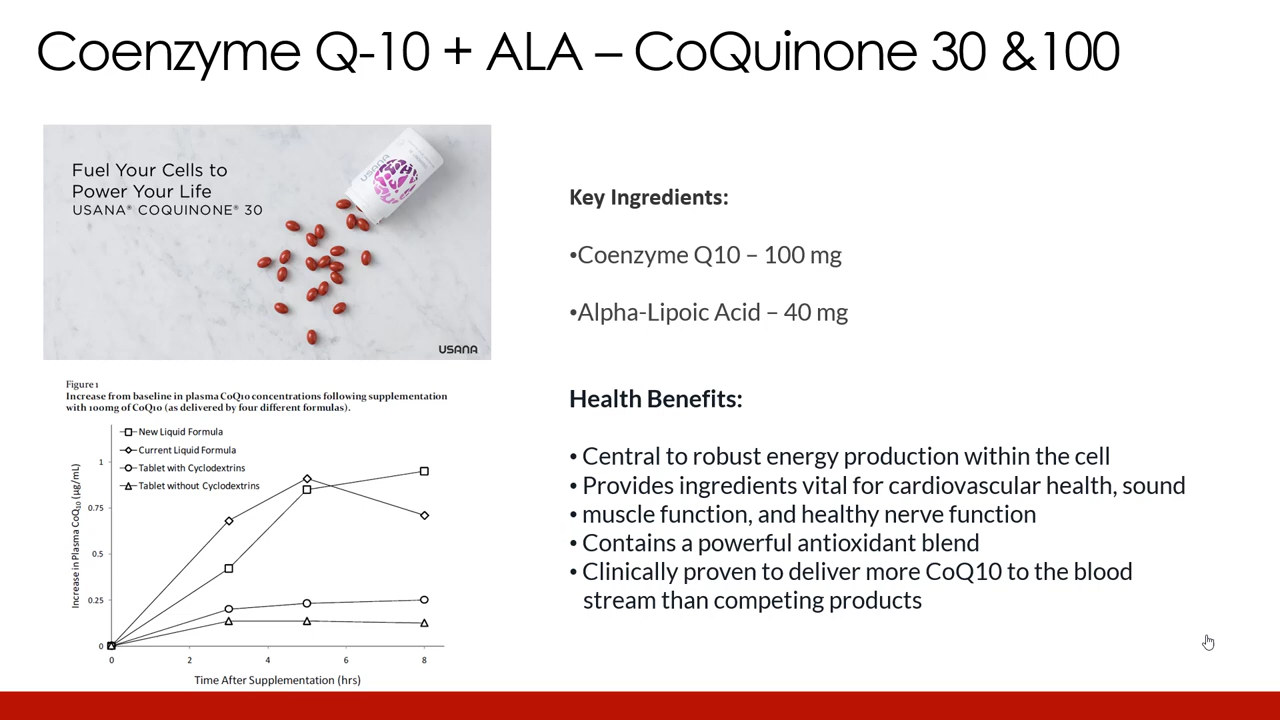 Coenzyme Q-10 + ALA – CoQuinone 30 &100
Fuel Your Cells to
Power Your Life
USANA® COQUINONE® 30
USANA
USANA
Figure 1
Increase from baseline in plasma CoQ10 concentrations following supplementation
with 100mg of CoQ10 (as delivered by four different formulas).
New Liquid Formula
Current Liquid Formula
Tablet with Cyclodextrins
Tablet without Cyclodextrins
Increase in Plasma CoQ10 (µg/mL)
1
0.75
0.5
0.25
0
0 2 4 6 8
Time After Supplementation (hrs)
Key Ingredients:
•Coenzyme Q10 – 100 mg
•Alpha-Lipoic Acid – 40 mg
Health Benefits:
• Central to robust energy production within the cell
• Provides ingredients vital for cardiovascular health, sound
• muscle function, and healthy nerve function
• Contains a powerful antioxidant blend
• Clinically proven to deliver more CoQ10 to the blood
stream than competing products